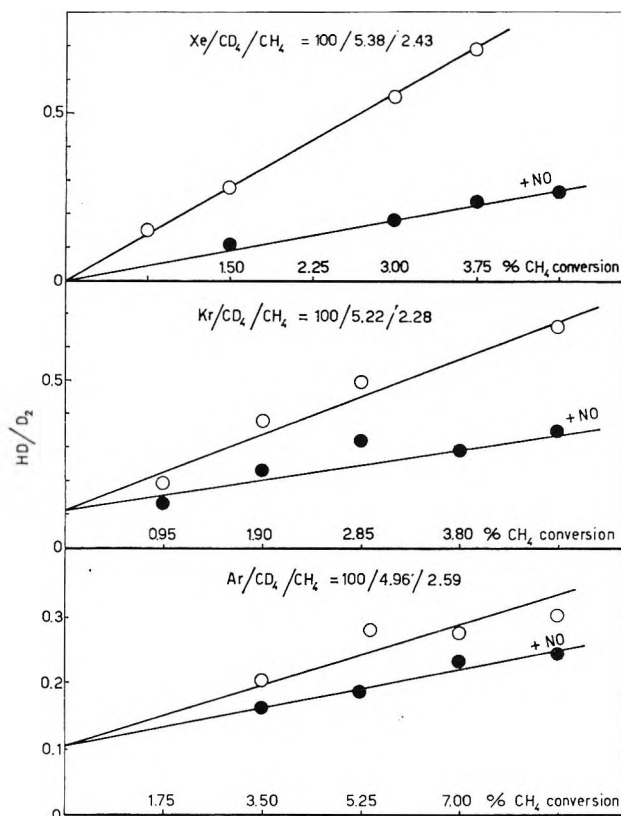 Xe/CD₄/CH₄ = 100/5.38/2.43
0.5
+NO
0
1.50 2.25 3.00 3.75 % CH₄ conversion
Kr/CD₄/CH₄ = 100/5.22/2.28
0.5
+NO
HD/D₂
0
0.95 1.90 2.85 3.80 % CH₄ conversion
Ar/CD₄/CH₄ = 100/4.96/2.59
0.3
+NO
0.2
0.1
1.75 3.50 5.25 7.00 % CH₄ conversion
0